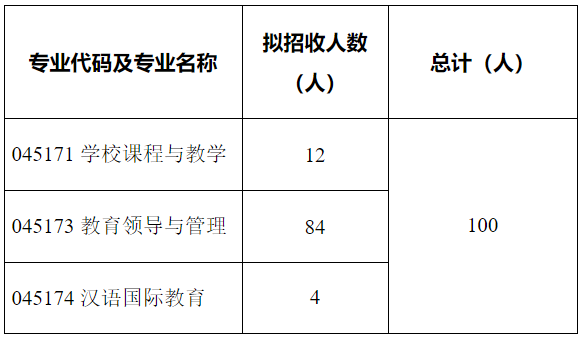 专业代码及专业名称
拟招收人数
（人）
总计（人）
045171 学校课程与教学
12
045173 教育领导与管理
84
045174 汉语国际教育
4
100